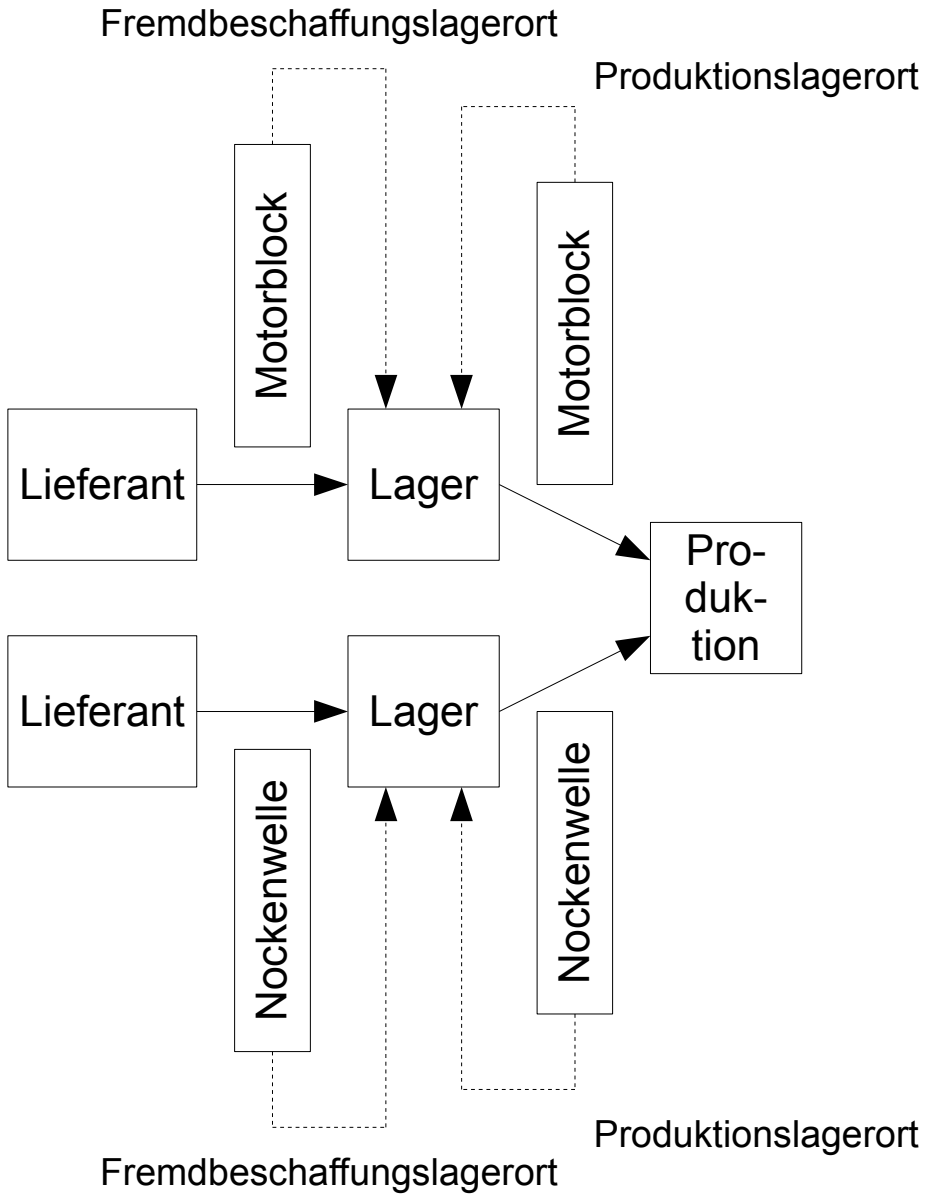 Fremdbeschaffungslagerort
Produktionslagerort
Motorblock
Motorblock
Lieferant
Lager
Pro-
duk-
tion
Lieferant
Lager
Nockenwelle
Nockenwelle
Produktionslagerort
Fremdbeschaffungslagerort